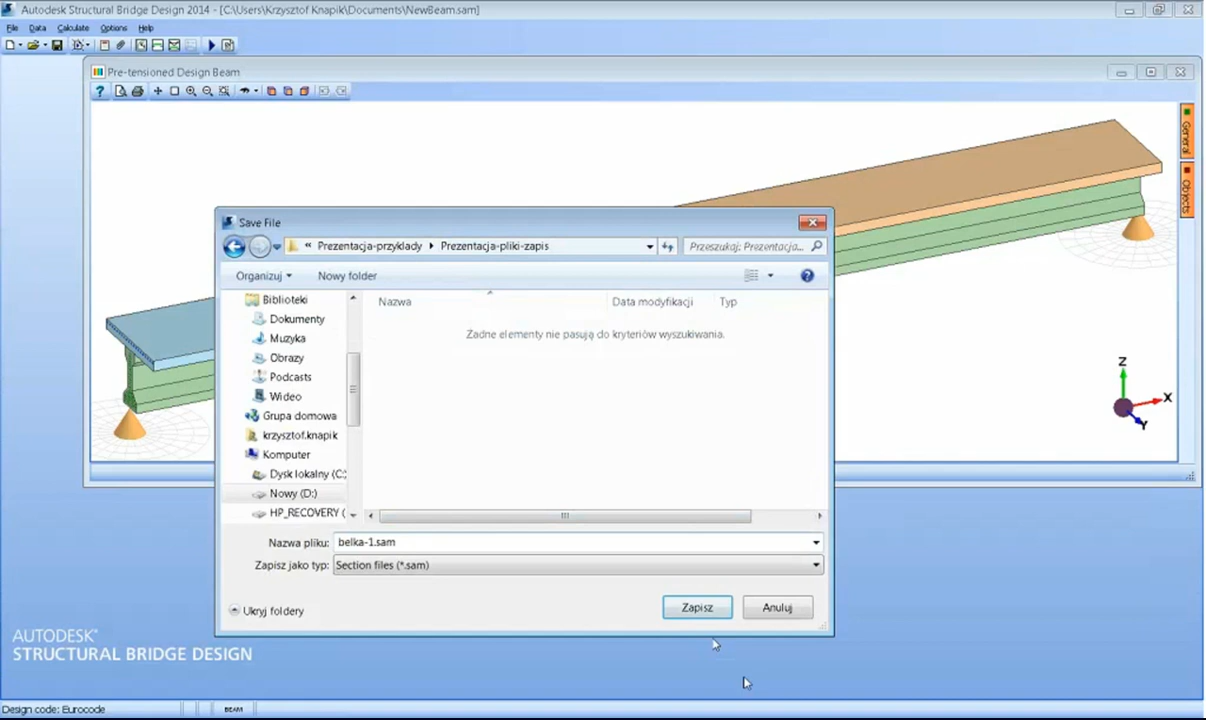 Autodesk Structural Bridge Design 2014 - [C:\Users\Krzysztof Knapik\Documents\NewBeam.sam]
File Data Calculate Options Help
Pre-tensioned Design Beam
General
Objects
Save File
« Prezentacja-przyklady Prezentacja-pliki-zapis
Przeszukaj: Prezentacja...
Organizuj Nowy folder
Biblioteki
Dokumenty
Muzyka
Obrazy
Podcasts
Wideo
Grupa domowa
krzysztof.knapik
Komputer
Dysk lokalny (C:
Nowy (D:)
HP_RECOVERY (
Nazwa Data modyfikacji Typ
Żadne elementy nie pasują do kryteriów wyszukiwania.
Nazwa pliku: belka-1.sam
Zapisz jako typ: Section files (*.sam)
Ukryj foldery
Zapisz Anuluj
Z
X
Y
AUTODESK™
STRUCTURAL BRIDGE DESIGN
Design code: Eurocode BEAM